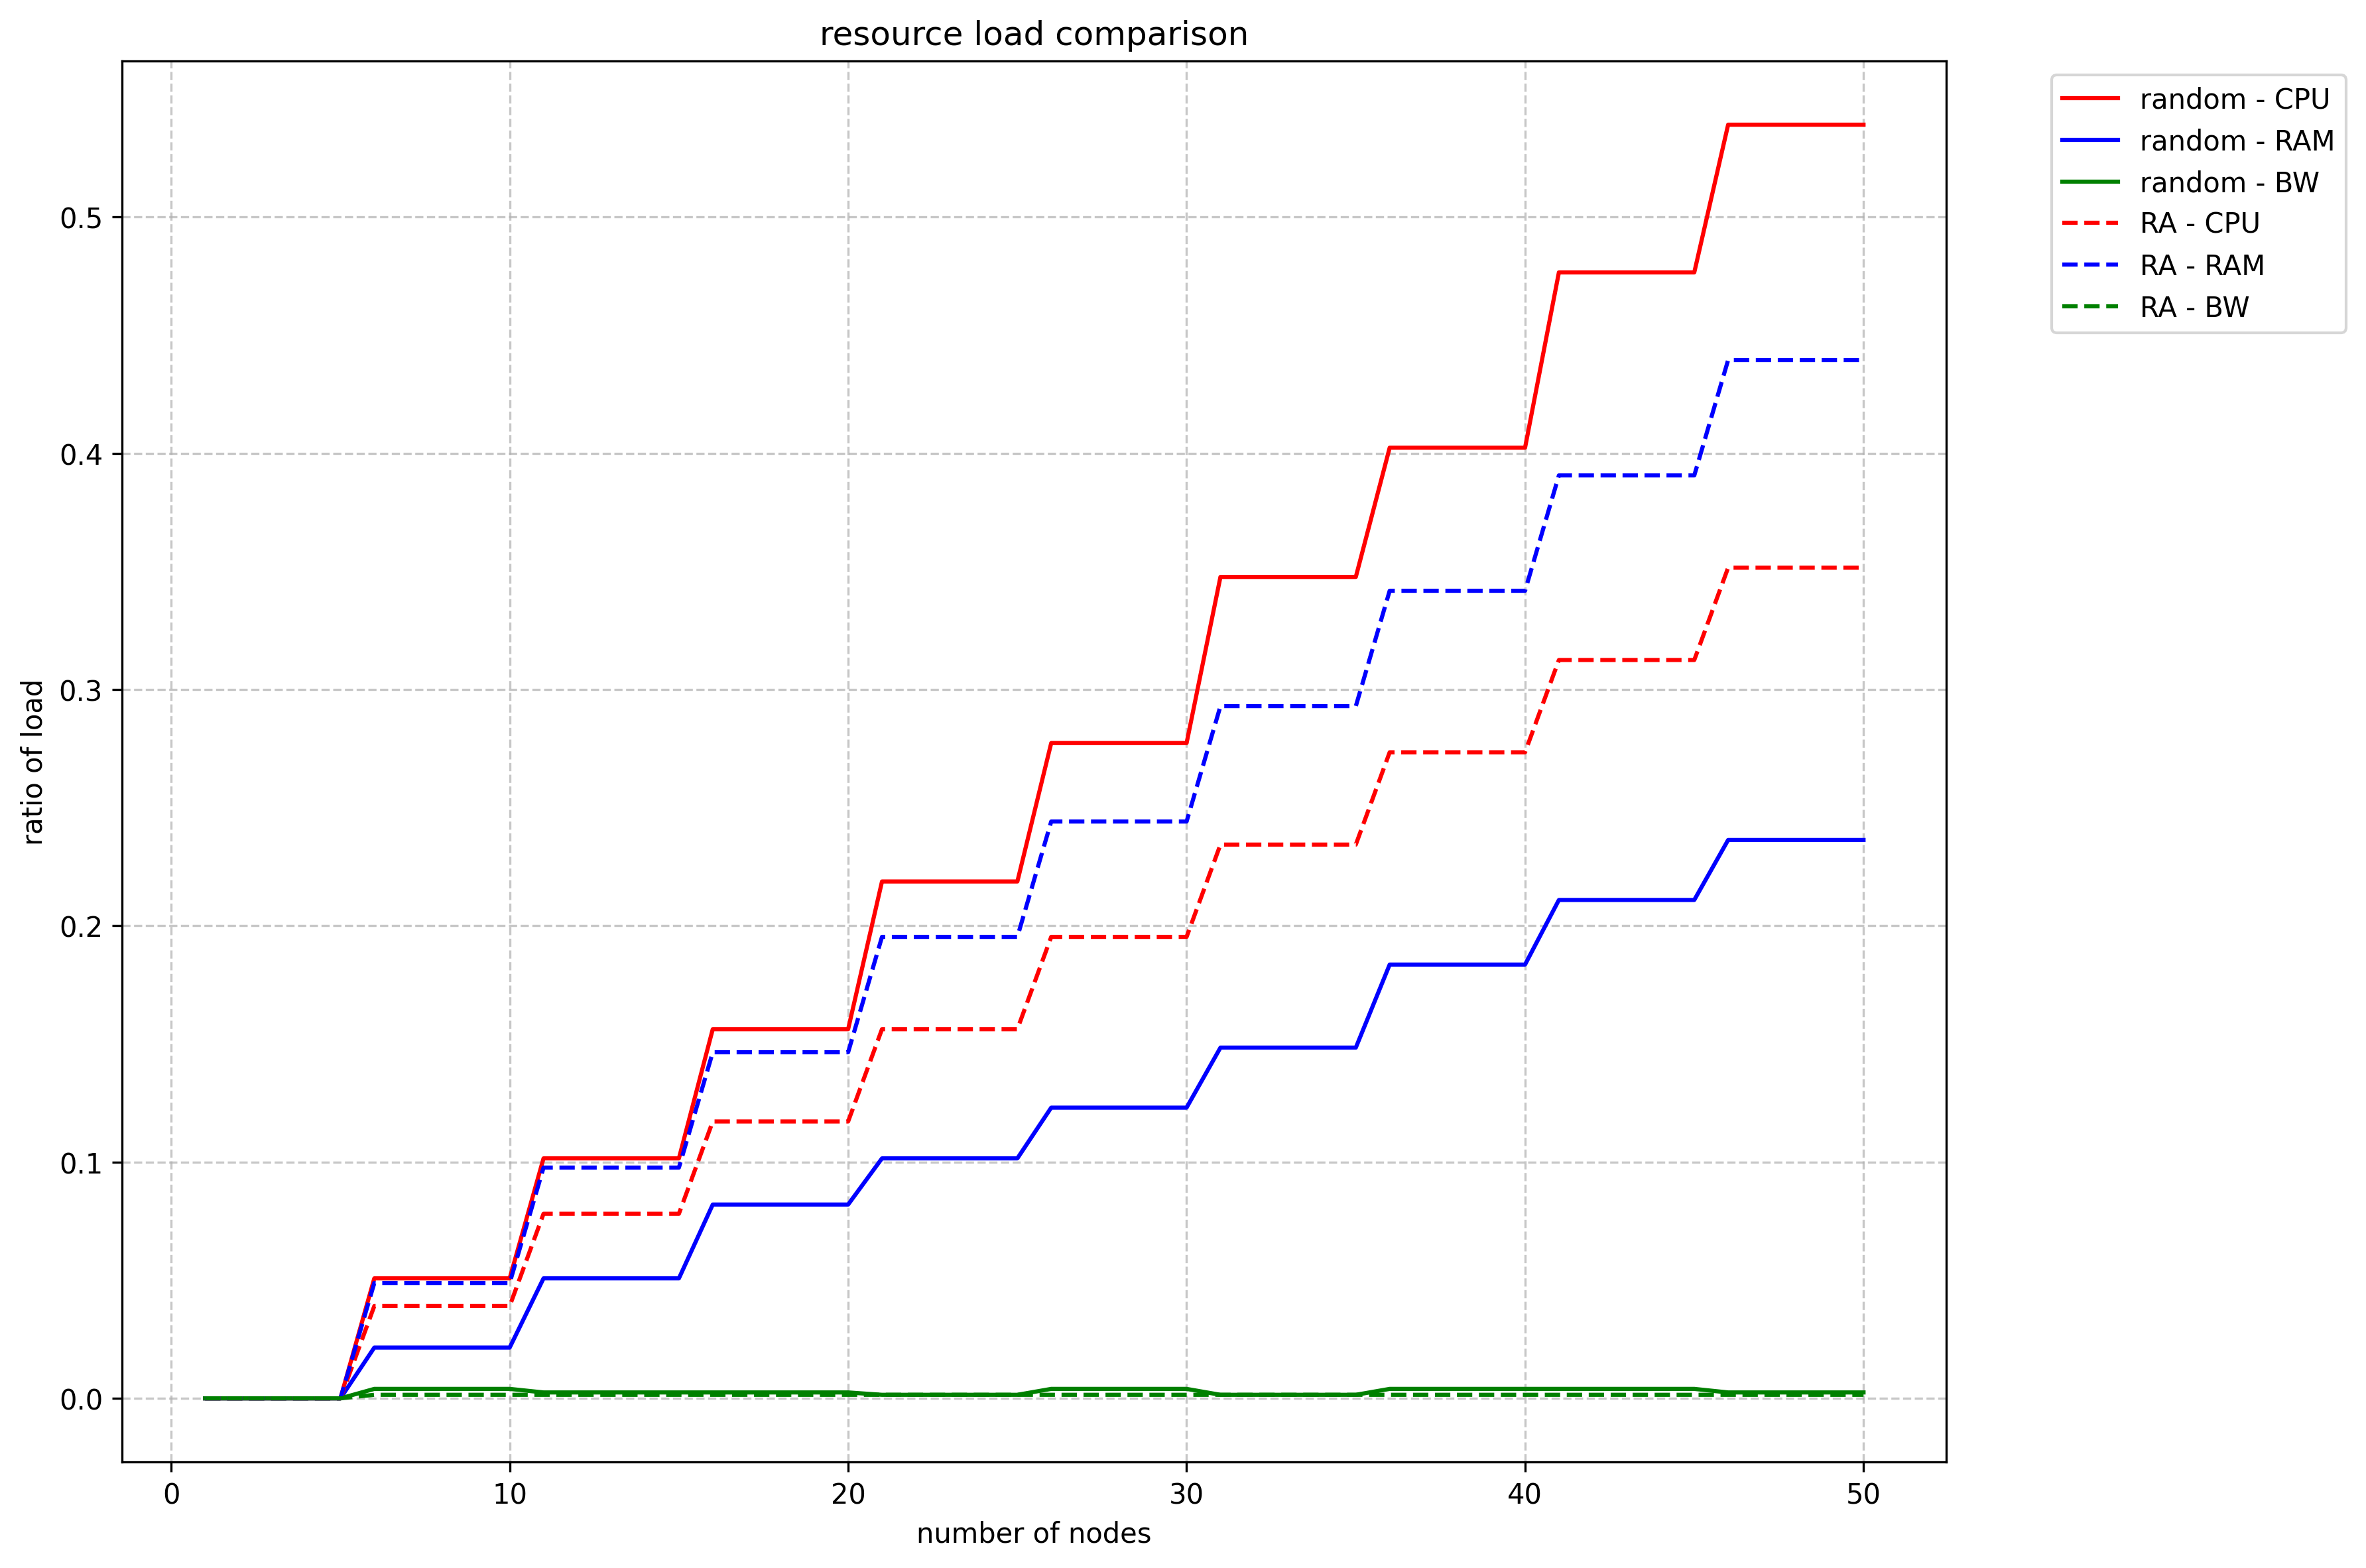 resource load comparison
random - CPU
random - RAM
random - BW
RA - CPU
RA - RAM
RA - BW
ratio of load
0.5
0.4
0.3
0.2
0.1
0.0
0 10 20 30 40 50
number of nodes